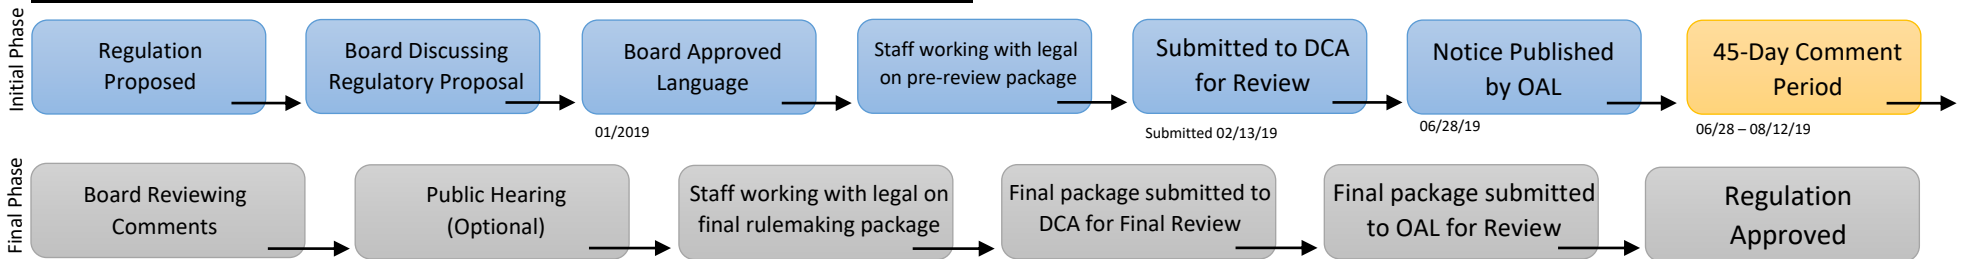 Initial Phase
Regulation
Proposed
Board Discussing
Regulatory Proposal
Board Approved
Language
01/2019
Staff working with legal
on pre-review package
Submitted to DCA
for Review
Submitted 02/13/19
Notice Published
by OAL
06/28/19
45-Day Comment
Period
06/28 – 08/12/19
Final Phase
Board Reviewing
Comments
Public Hearing
(Optional)
Staff working with legal on
final rulemaking package
Final package submitted to
DCA for Final Review
Final package submitted
to OAL for Review
Regulation
Approved